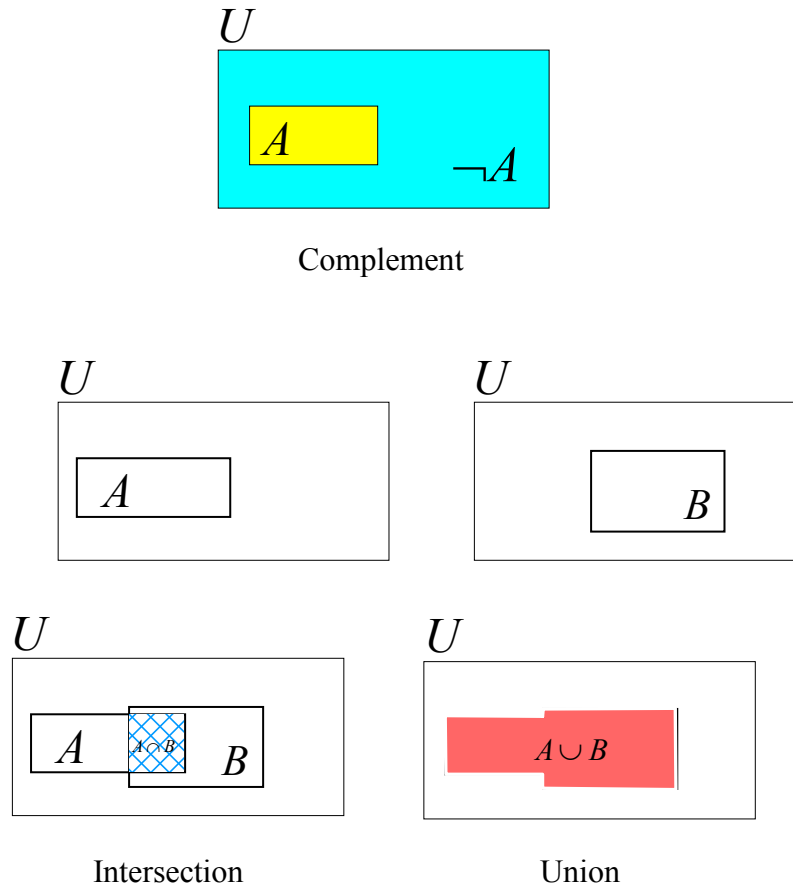 U
A
¬A
Complement
U
U
A
B
U
U
A
A ∩ B
B
A ∪ B
Intersection
Union